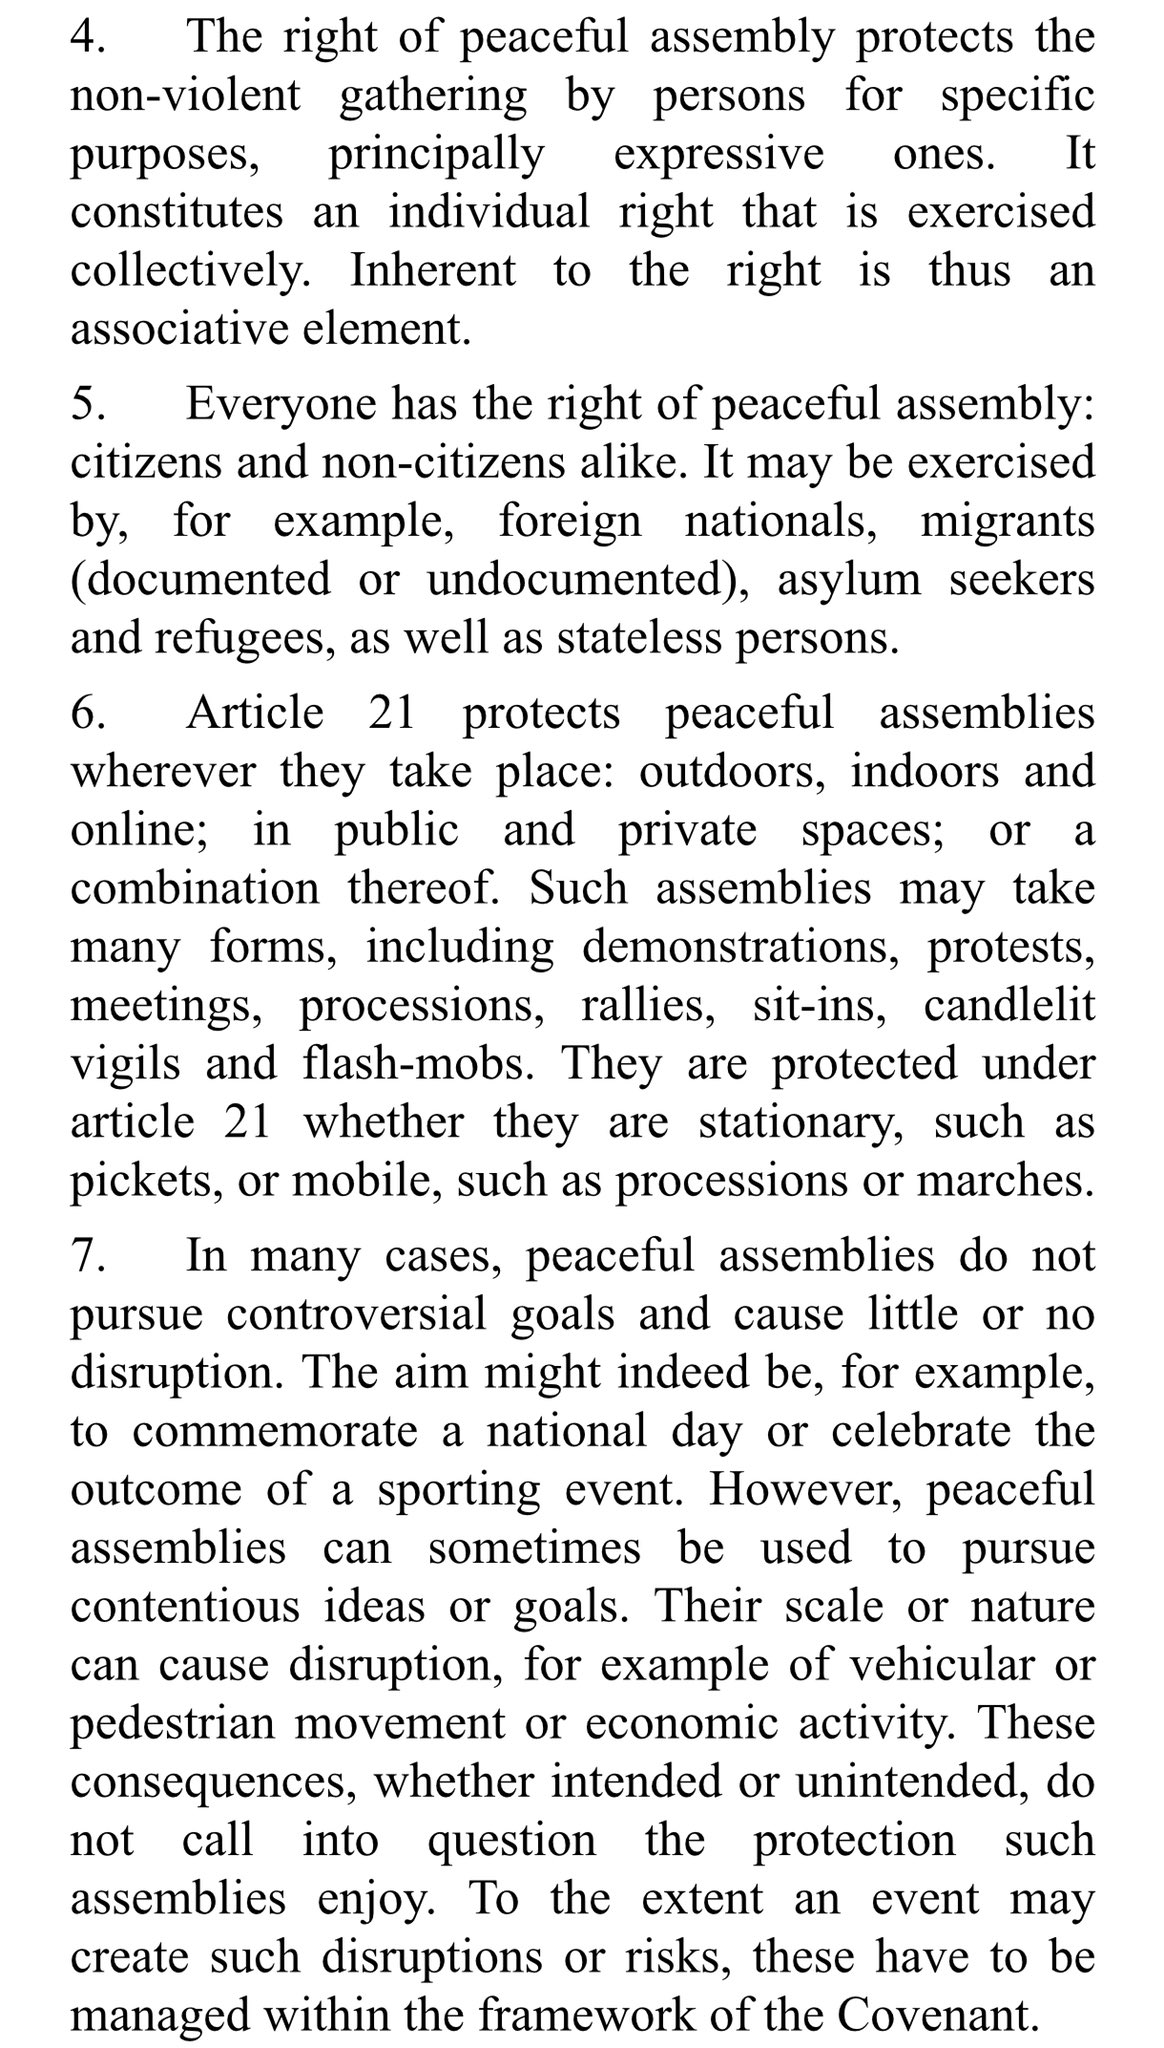 4. The right of peaceful assembly protects the
non-violent gathering by persons for specific
purposes, principally expressive ones. It
constitutes an individual right that is exercised
collectively. Inherent to the right is thus an
associative element.
5. Everyone has the right of peaceful assembly:
citizens and non-citizens alike. It may be exercised
by, for example, foreign nationals, migrants
(documented or undocumented), asylum seekers
and refugees, as well as stateless persons.
6. Article 21 protects peaceful assemblies
wherever they take place: outdoors, indoors and
online; in public and private spaces; or a
combination thereof. Such assemblies may take
many forms, including demonstrations, protests,
meetings, processions, rallies, sit-ins, candlelit
vigils and flash-mobs. They are protected under
article 21 whether they are stationary, such as
pickets, or mobile, such as processions or marches.
7. In many cases, peaceful assemblies do not
pursue controversial goals and cause little or no
disruption. The aim might indeed be, for example,
to commemorate a national day or celebrate the
outcome of a sporting event. However, peaceful
assemblies can sometimes be used to pursue
contentious ideas or goals. Their scale or nature
can cause disruption, for example of vehicular or
pedestrian movement or economic activity. These
consequences, whether intended or unintended, do
not call into question the protection such
assemblies enjoy. To the extent an event may
create such disruptions or risks, these have to be
managed within the framework of the Covenant.